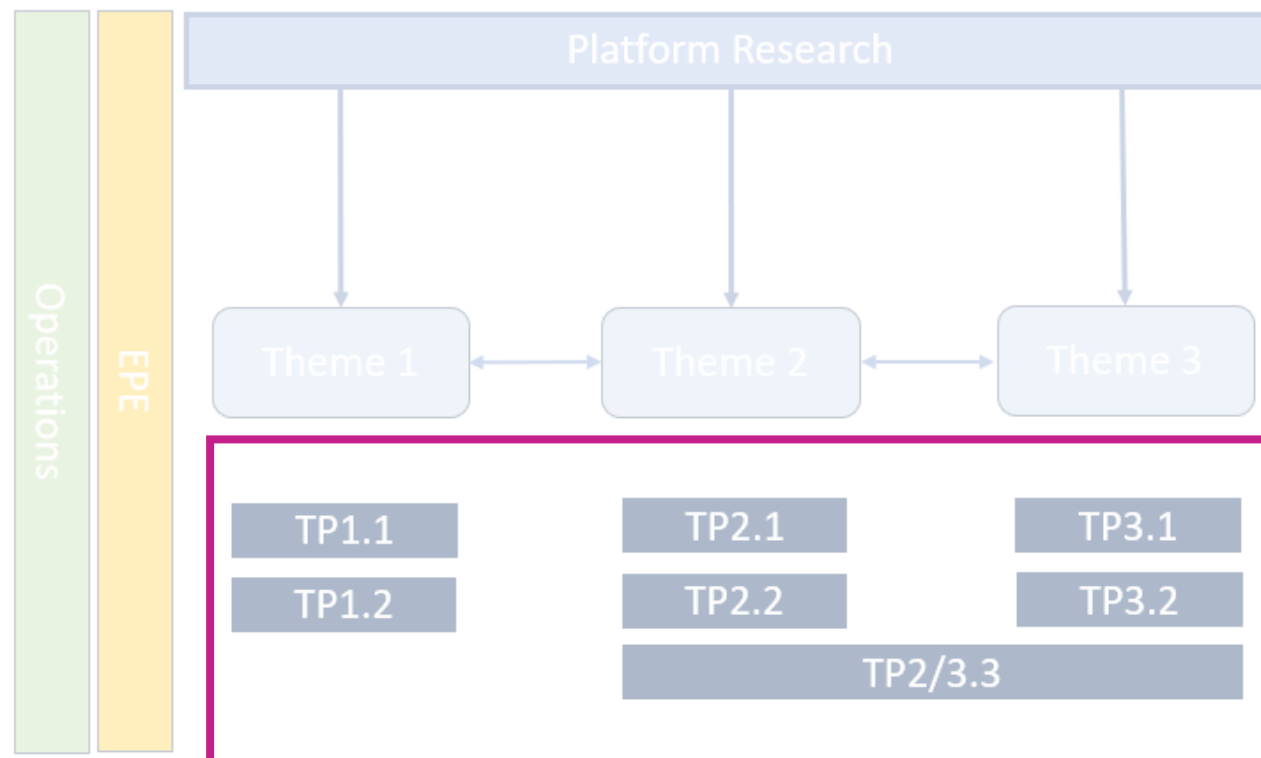 Operations
EPE
Platform Research
Theme 1
Theme 2
Theme 3
TP1.1
TP2.1
TP3.1
TP1.2
TP2.2
TP3.2
TP2/3.3